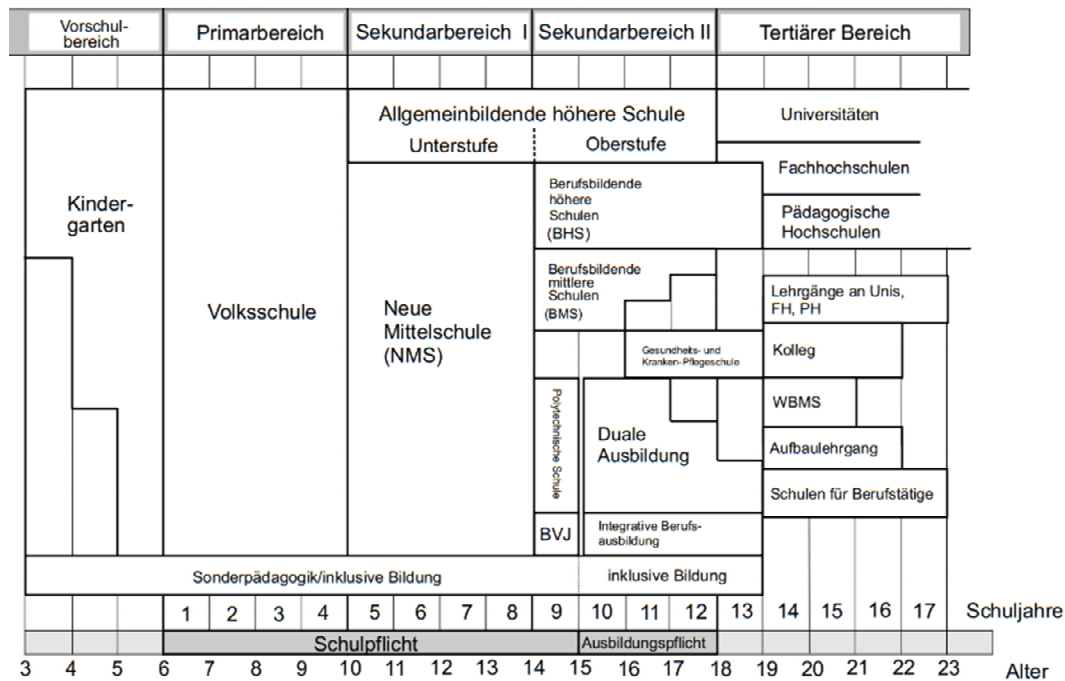 Vorschul-
bereich
Primarbereich
Sekundarbereich I
Sekundarbereich II
Tertiärer Bereich
Allgemeinbildende höhere Schule
Unterstufe
Oberstufe
Universitäten
Fachhochschulen
Pädagogische
Hochschulen
Kinder-
garten
Volksschule
Neue
Mittelschule
(NMS)
Berufsbildende
höhere
Schulen
(BHS)
Berufsbildende
mittlere
Schulen
(BMS)
Gesundheits- und
Kranken-Pflegeschule
Lehrgänge an Unis,
FH, PH
Kolleg
WBMS
Aufbaulehrgang
Schulen für Berufstätige
Polytechnische Schule
Duale
Ausbildung
BVJ
Integrative Berufs-
ausbildung
Sonderpädagogik/inklusive Bildung
inklusive Bildung
1 2 3 4 5 6 7 8 9 10 11 12 13 14 15 16 17 Schuljahre
Schulpflicht
Ausbildungspflicht
3 4 5 6 7 8 9 10 11 12 13 14 15 16 17 18 19 20 21 22 23 Alter